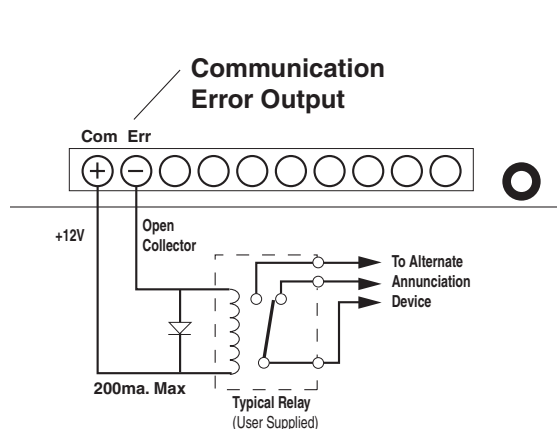 Communication
Error Output
Com Err
+ −
+12V
Open
Collector
To Alternate
Annunciation
Device
200ma. Max
Typical Relay
(User Supplied)